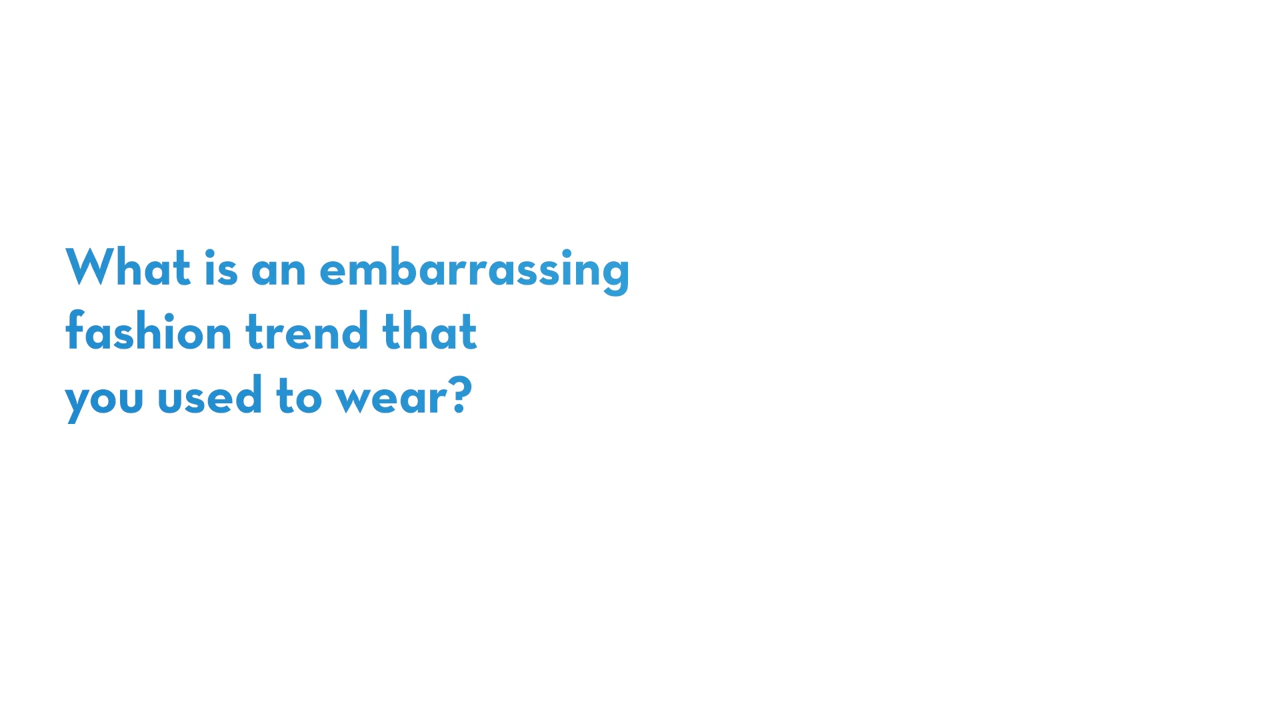 What is an embarrassing
fashion trend that
you used to wear?